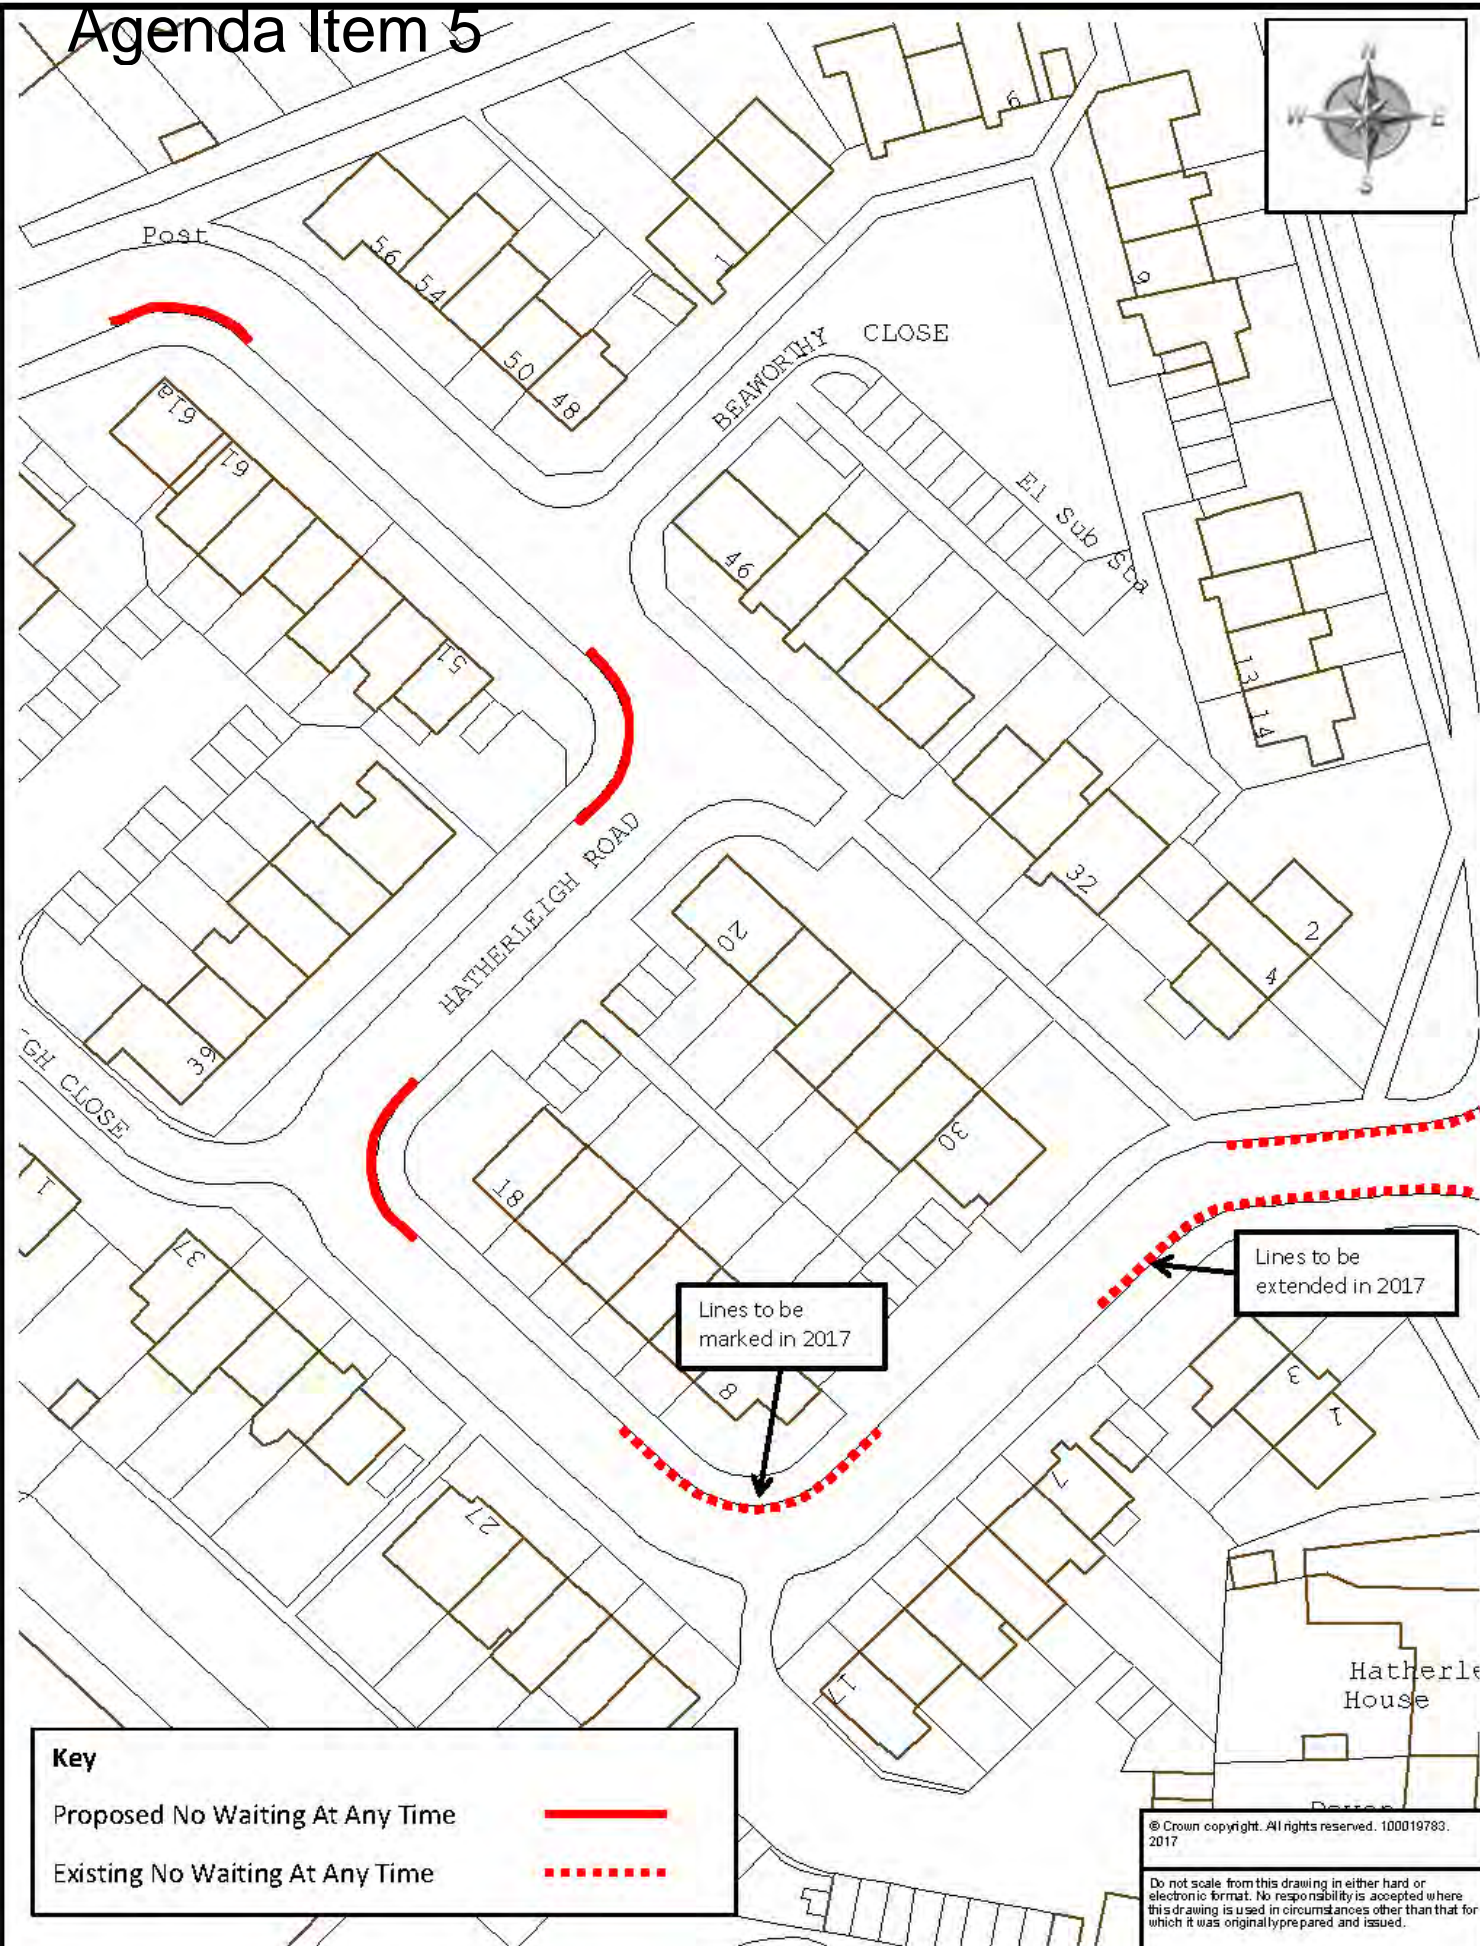 Agenda Item 5
N
W E
S
6
Post
56
54
50
48
1
9
BEAWORTHY CLOSE
61a
61
51
46
El Sub Sta
13
14
HATHERLEIGH ROAD
32
2
4
20
39
GH CLOSE
1
18
30
37
Lines to be
extended in 2017
Lines to be
marked in 2017
8
3
1
7
27
17
Hatherle
House
Key
Proposed No Waiting At Any Time
Existing No Waiting At Any Time
© Crown copyright. All rights reserved. 100019783.
2017
Do not scale from this drawing in either hard or
electronic format. No responsibility is accepted where
this drawing is used in circumstances other than that for
which it was originally prepared and issued.